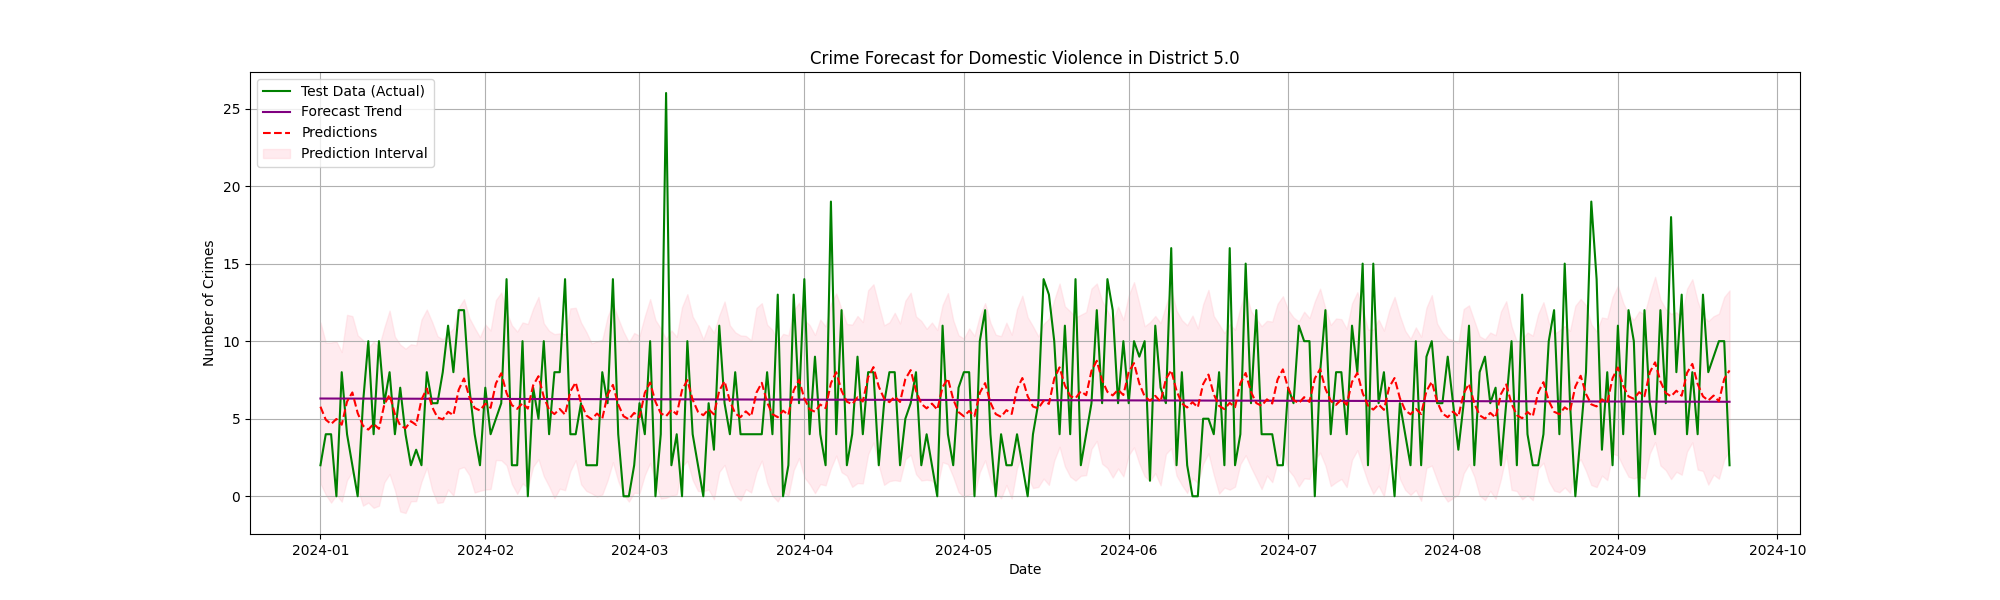 Crime Forecast for Domestic Violence in District 5.0
Test Data (Actual)
Forecast Trend
Predictions
Prediction Interval
Number of Crimes
25
20
15
10
5
0
2024-01 2024-02 2024-03 2024-04 2024-05 2024-06 2024-07 2024-08 2024-09 2024-10
Date